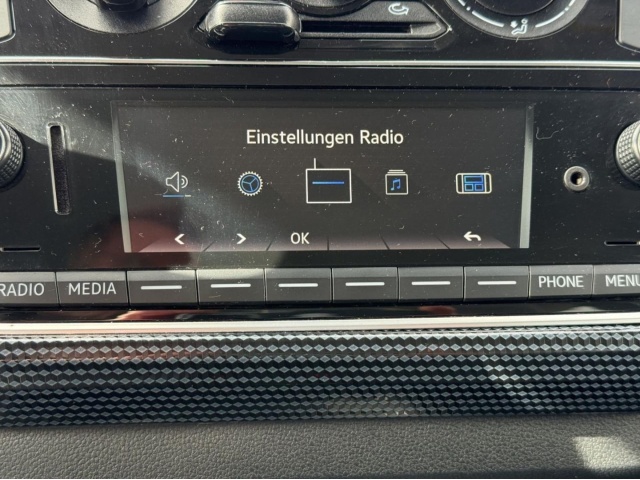 Einstellungen Radio
OK
RADIO MEDIA PHONE MENU